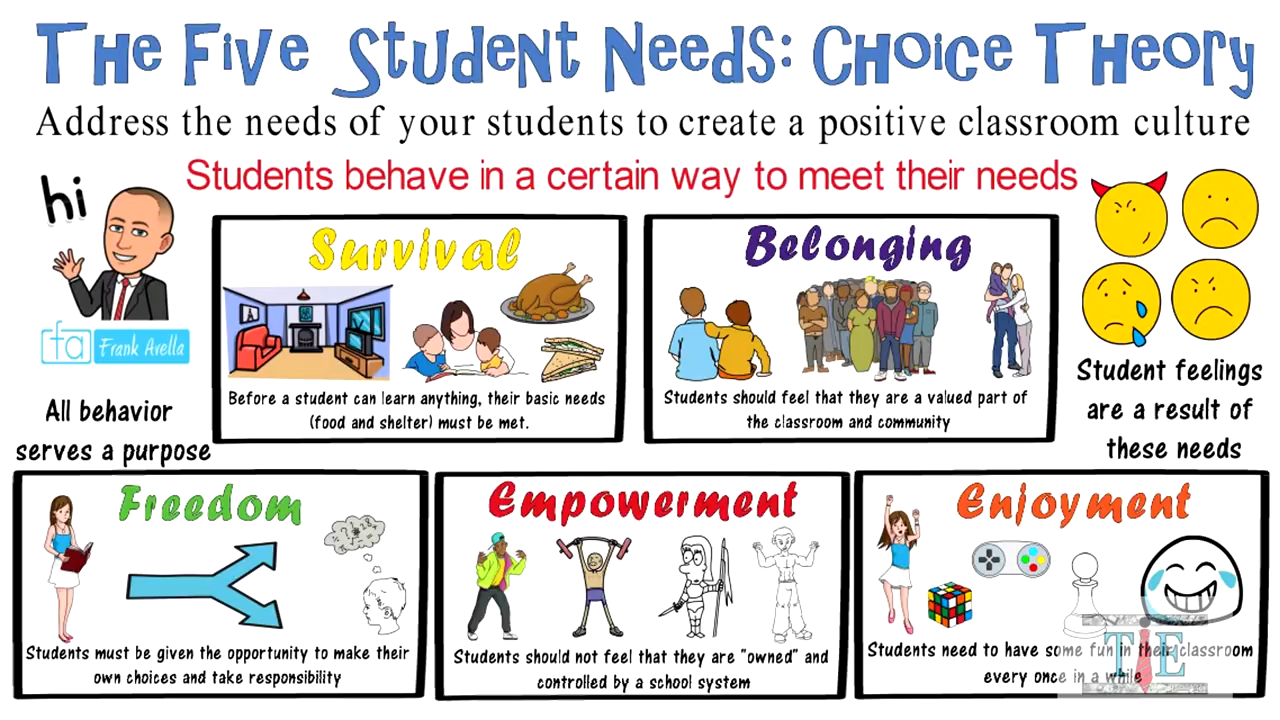 The Five Student Needs: Choice Theory
Address the needs of your students to create a positive classroom culture
Students behave in a certain way to meet their needs
hi
fa Frank Avella
All behavior
serves a purpose
Survival
Before a student can learn anything, their basic needs
(food and shelter) must be met.
Belonging
Students should feel that they are a valued part of
the classroom and community
Student feelings
are a result of
these needs
Freedom
Students must be given the opportunity to make their
own choices and take responsibility
Empowerment
Students should not feel that they are "owned" and
controlled by a school system
Enjoyment
Students need to have some fun in their classroom
every once in a while
TiE